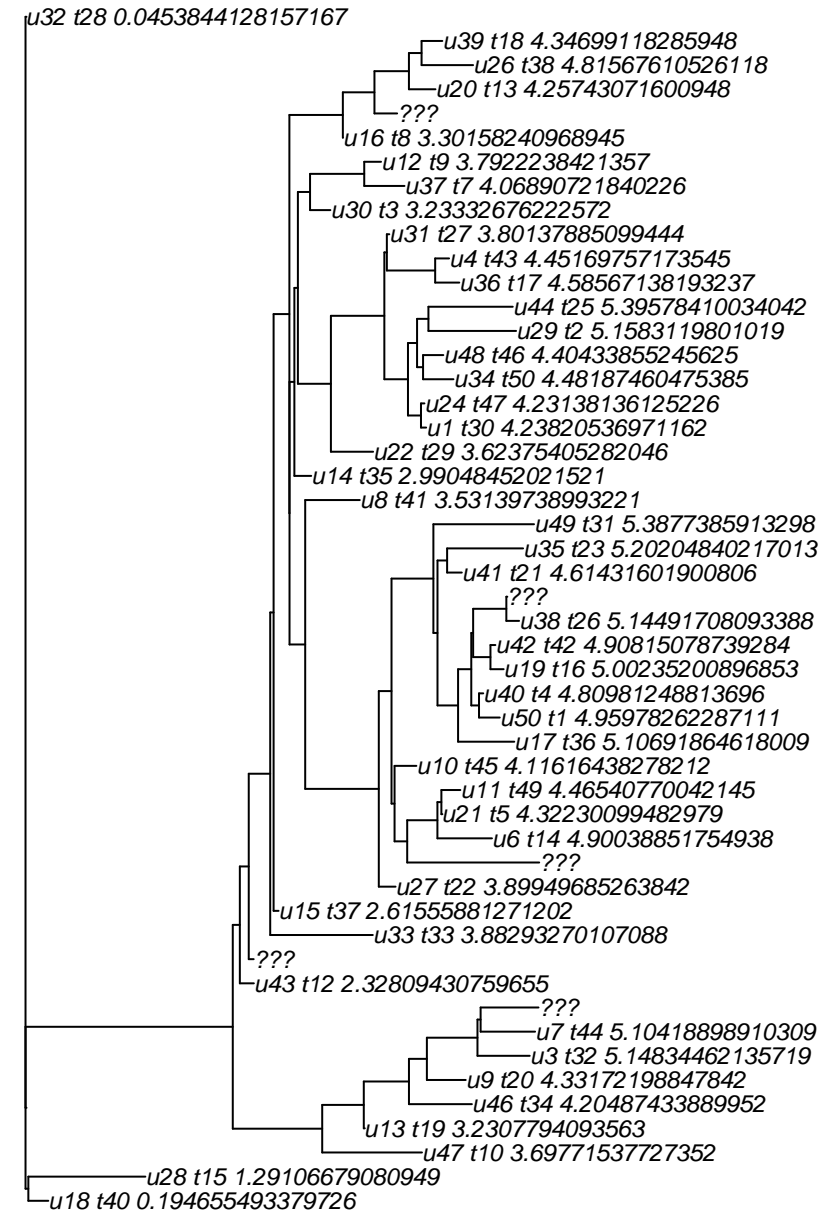 u32 t28 0.0453844128157167
u39 t18 4.34699118285948
u26 t38 4.81567610526118
u20 t13 4.25743071600948
???
u16 t8 3.30158240968945
u12 t9 3.7922238421357
u37 t7 4.06890721840226
u30 t3 3.23332676222572
u31 t27 3.80137885099444
u4 t43 4.45169757173545
u36 t17 4.58567138193237
u44 t25 5.39578410034042
u29 t2 5.1583119801019
u48 t46 4.40433855245625
u34 t50 4.48187460475385
u24 t47 4.23138136125226
u1 t30 4.23820536971162
u22 t29 3.62375405282046
u14 t35 2.99048452021521
u8 t41 3.53139738993221
u49 t31 5.3877385913298
u35 t23 5.20204840217013
u41 t21 4.61431601900806
???
u38 t26 5.14491708093388
u42 t42 4.90815078739284
u19 t16 5.00235200896853
u40 t4 4.80981248813696
u50 t1 4.95978262287111
u17 t36 5.10691864618009
u10 t45 4.11616438278212
u11 t49 4.46540770042145
u21 t5 4.32230099482979
u6 t14 4.90038851754938
???
u27 t22 3.89949685263842
u15 t37 2.61555881271202
u33 t33 3.88293270107088
???
u43 t12 2.32809430759655
???
u7 t44 5.10418898910309
u3 t32 5.14834462135719
u9 t20 4.33172198847842
u46 t34 4.20487433889952
u13 t19 3.2307794093563
u47 t10 3.69771537727352
u28 t15 1.29106679080949
u18 t40 0.194655493379726